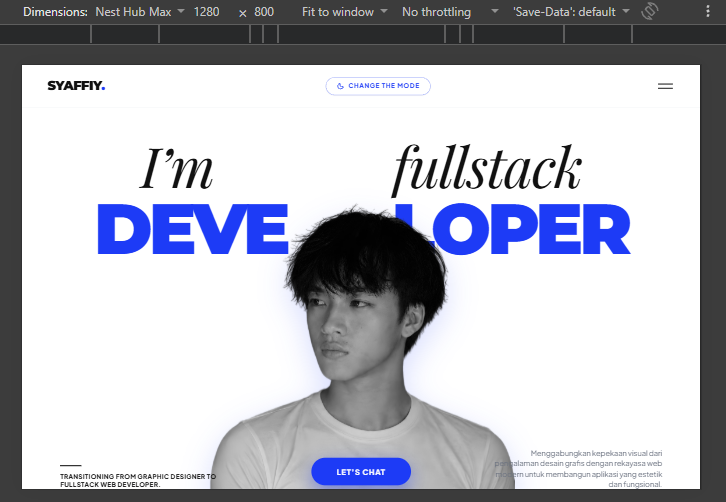 Dimensions: Nest Hub Max 1280 × 800 Fit to window No throttling 'Save-Data': default
SYAFFIY.
CHANGE THE MODE
I'm fullstack
DEVE LOPER
TRANSITIONING FROM GRAPHIC DESIGNER TO
FULLSTACK WEB DEVELOPER.
LET'S CHAT
Menggabungkan kepekaan visual dari
pengalaman desain grafis dengan rekayasa web
modern untuk membangun aplikasi yang estetik
dan fungsional.